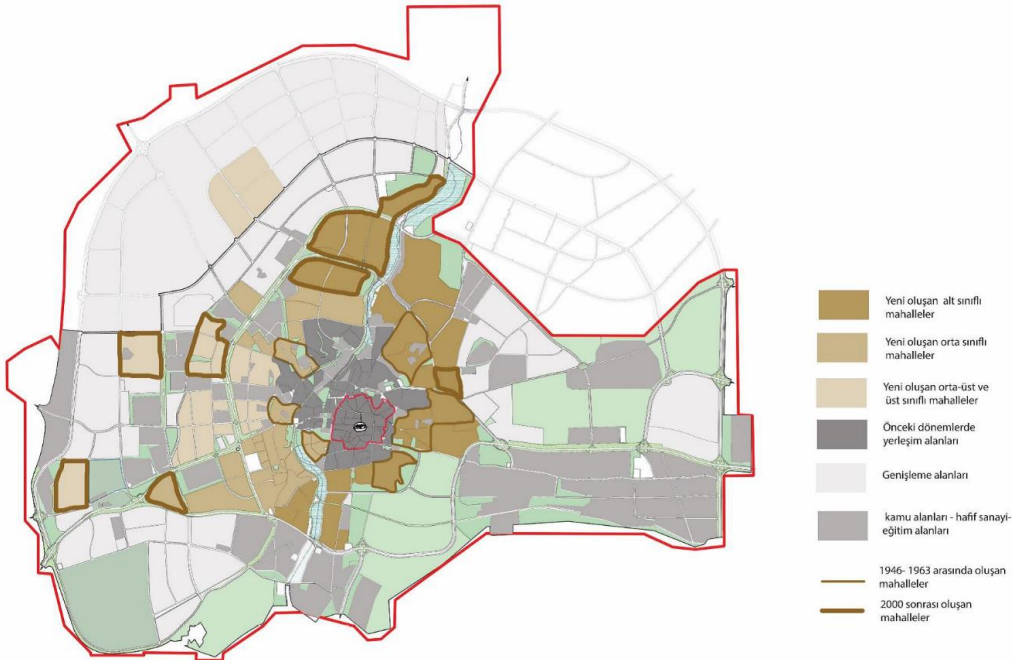 Yeni oluşan alt sınıflı
mahalleler
Yeni oluşan orta sınıflı
mahalleler
Yeni oluşan orta-üst ve
üst sınıflı mahalleler
Önceki dönemlerde
yerleşim alanları
Genişleme alanları
kamu alanları - hafif sanayi-
eğitim alanları
1946- 1963 arasında oluşan
mahalleler
2000 sonrası oluşan
mahalleler